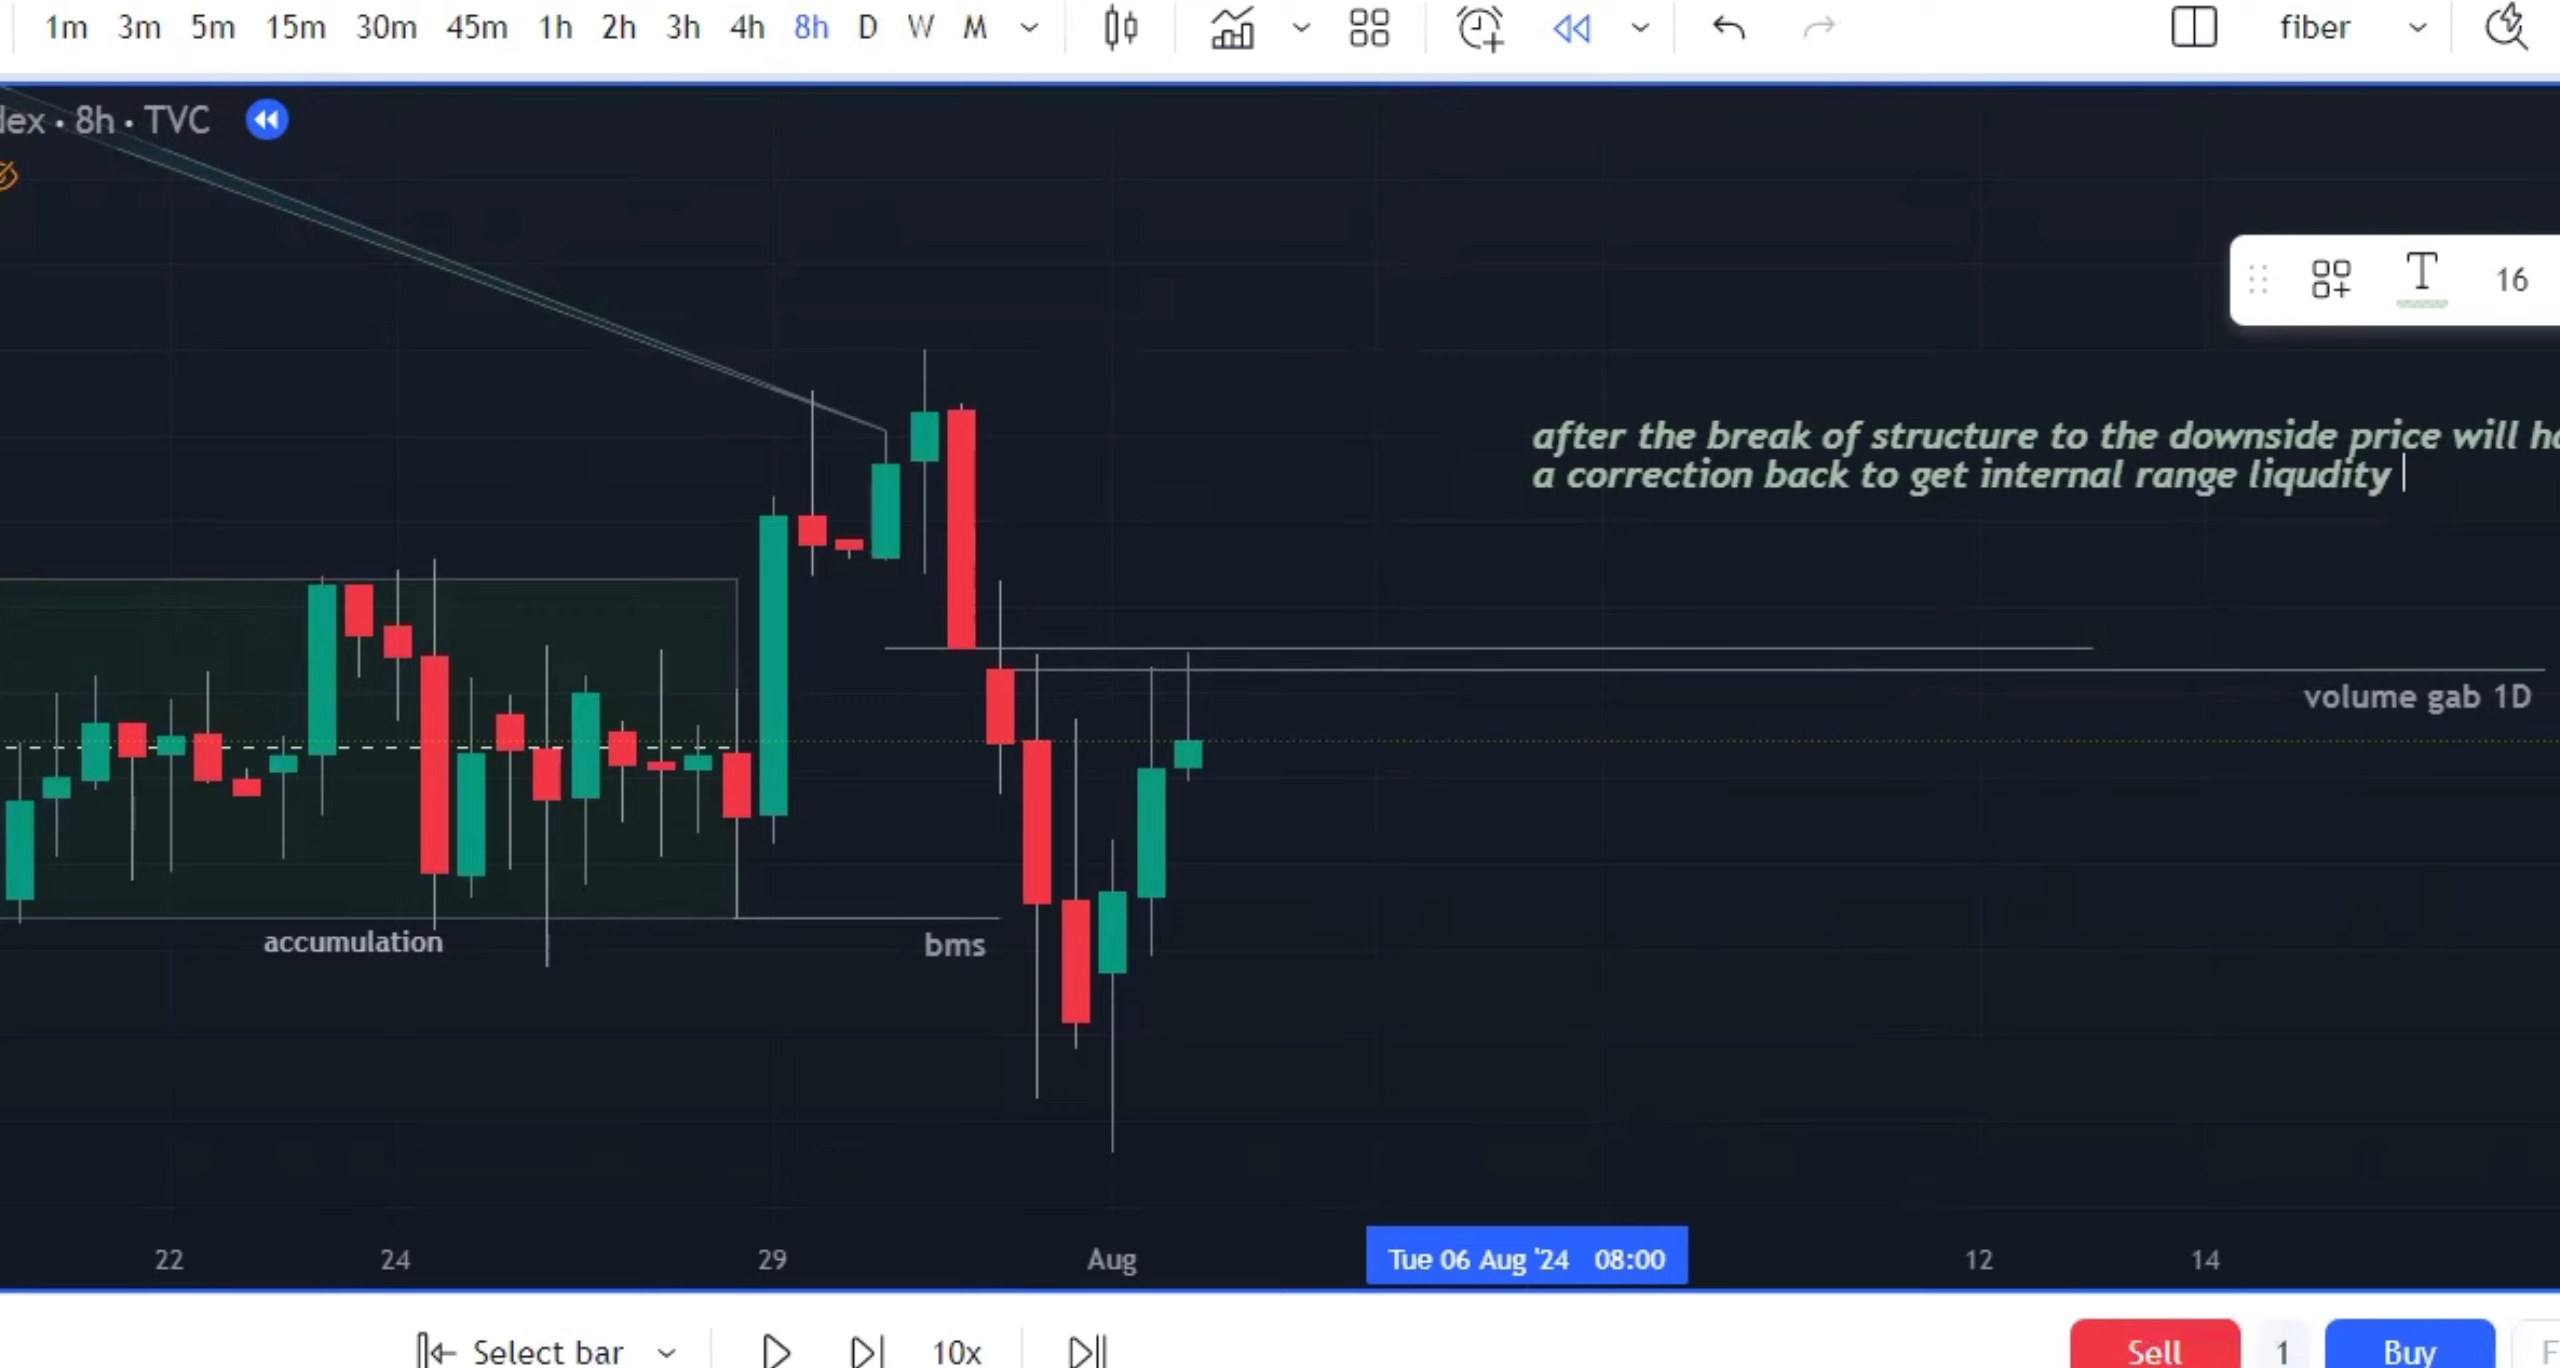 1m 3m 5m 15m 30m 45m 1h 2h 3h 4h 8h D W M fiber
dex · 8h · TVC
T 16
after the break of structure to the downside price will ha
a correction back to get internal range liqudity
volume gab 1D
accumulation
bms
22 24 29 Aug Tue 06 Aug '24 08:00 12 14
Select bar 10x Sell 1 Buy